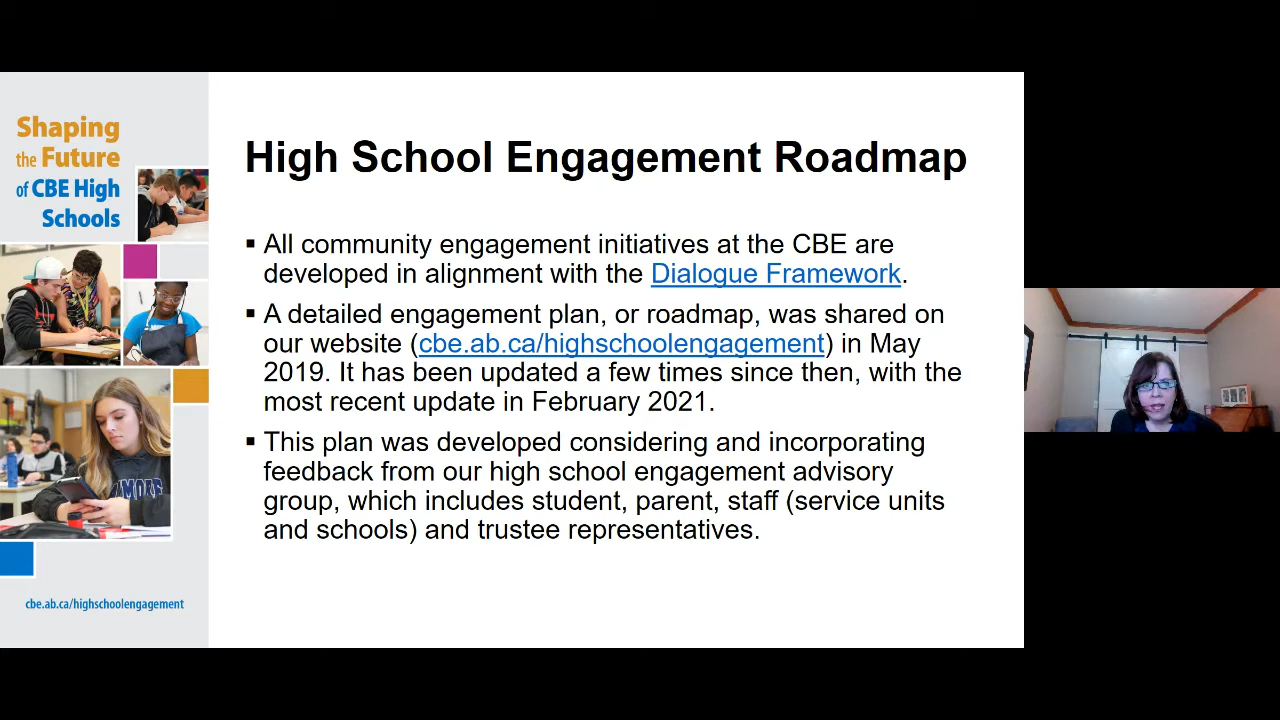 Shaping
the Future
of CBE High
Schools
High School Engagement Roadmap
▪ All community engagement initiatives at the CBE are
developed in alignment with the Dialogue Framework.
▪ A detailed engagement plan, or roadmap, was shared on
our website (cbe.ab.ca/highschoolengagement) in May
2019. It has been updated a few times since then, with the
most recent update in February 2021.
▪ This plan was developed considering and incorporating
feedback from our high school engagement advisory
group, which includes student, parent, staff (service units
and schools) and trustee representatives.
cbe.ab.ca/highschoolengagement